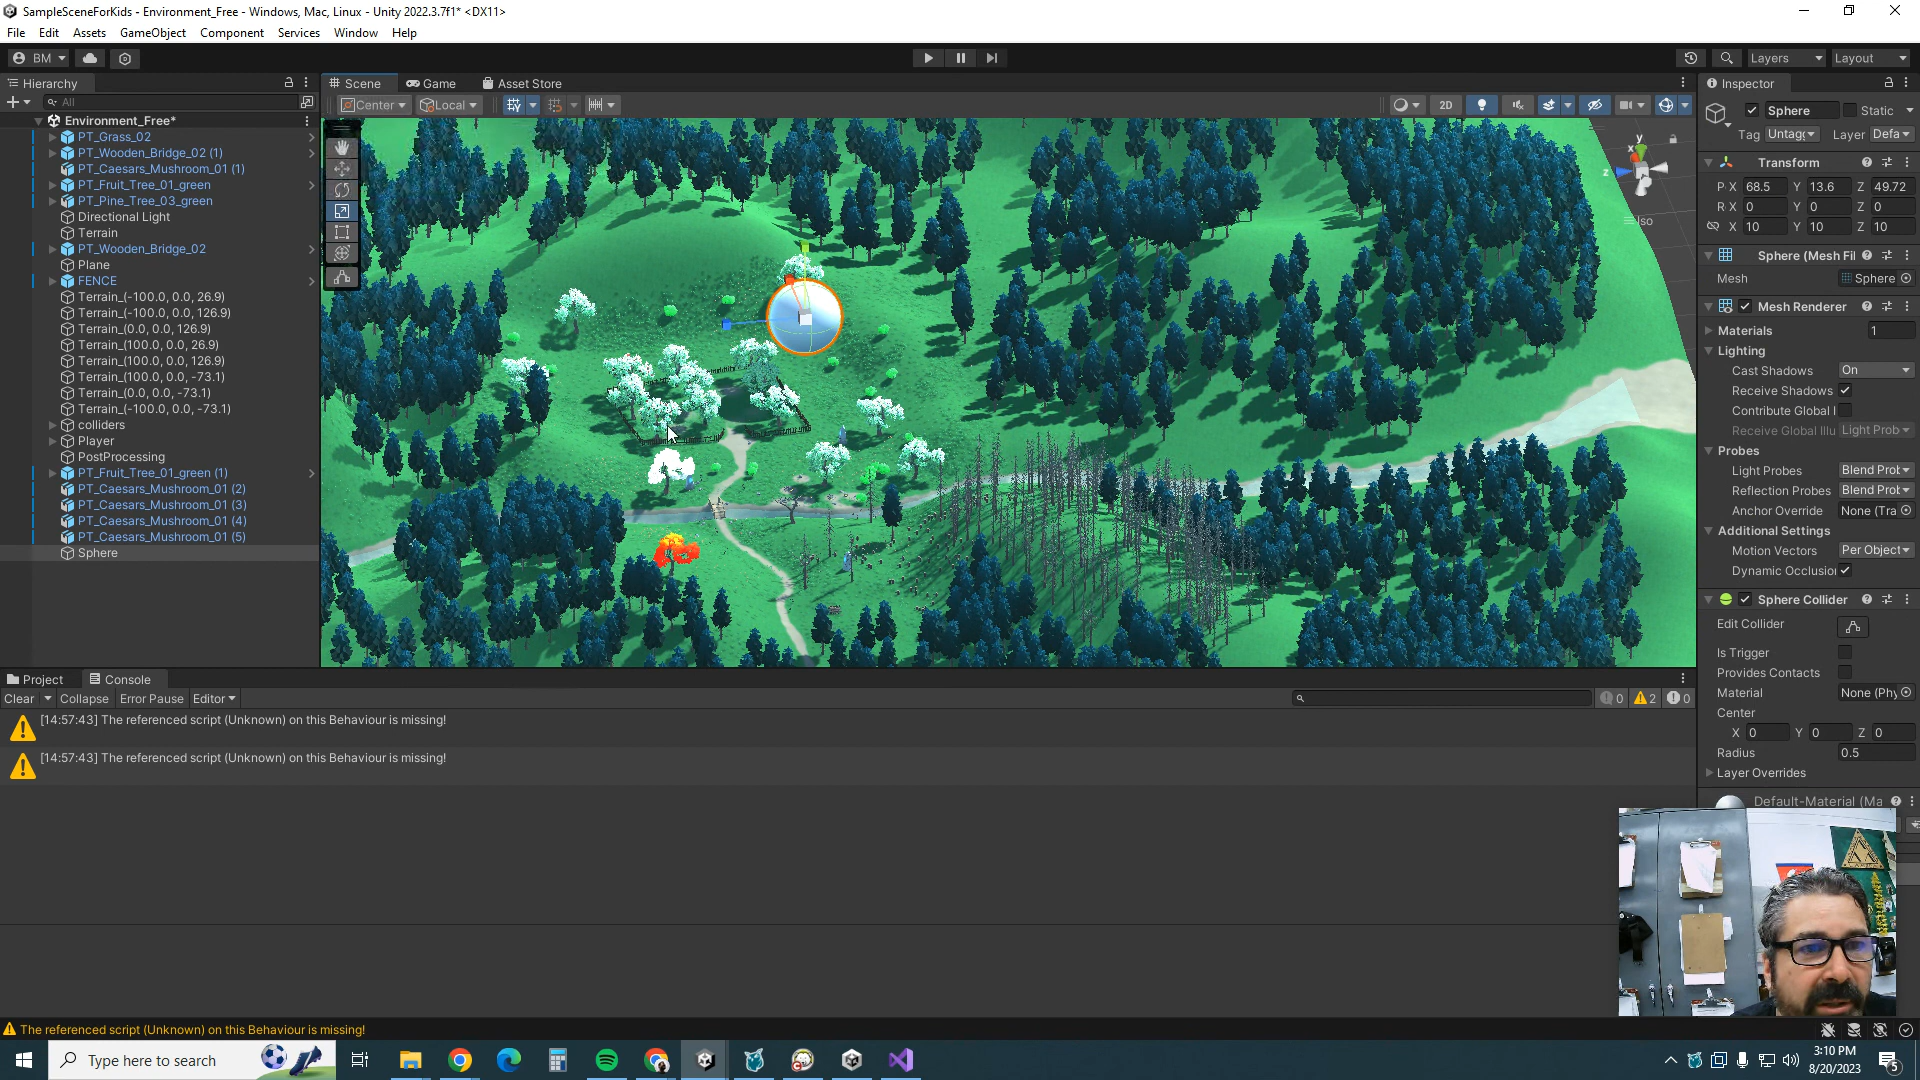 SampleSceneForKids - Environment_Free - Windows, Mac, Linux - Unity 2022.3.7f1* <DX11>
File Edit Assets GameObject Component Services Window Help
BM Layers Layout
Hierarchy Scene Game Asset Store Inspector
All Center Local 2D
Sphere Static
Tag Untagg Layer Defa
Environment_Free*
PT_Grass_02
PT_Wooden_Bridge_02 (1)
PT_Caesars_Mushroom_01 (1)
PT_Fruit_Tree_01_green
PT_Pine_Tree_03_green
Directional Light
Terrain
PT_Wooden_Bridge_02
Plane
FENCE
Terrain_(-100.0, 0.0, 26.9)
Terrain_(-100.0, 0.0, 126.9)
Terrain_(0.0, 0.0, 126.9)
Terrain_(100.0, 0.0, 26.9)
Terrain_(100.0, 0.0, 126.9)
Terrain_(100.0, 0.0, -73.1)
Terrain_(0.0, 0.0, -73.1)
Terrain_(-100.0, 0.0, -73.1)
colliders
Player
PostProcessing
PT_Fruit_Tree_01_green (1)
PT_Caesars_Mushroom_01 (2)
PT_Caesars_Mushroom_01 (3)
PT_Caesars_Mushroom_01 (4)
PT_Caesars_Mushroom_01 (5)
Sphere
y
x
z
Iso
Transform
P X 68.5 Y 13.6 Z 49.72
R X 0 Y 0 Z 0
X 10 Y 10 Z 10
Sphere (Mesh Fil
Mesh Sphere
Mesh Renderer
Materials 1
Lighting
Cast Shadows On
Receive Shadows
Contribute Global I
Receive Global Illu Light Prob
Probes
Light Probes Blend Prob
Reflection Probes Blend Prob
Anchor Override None (Tra
Additional Settings
Motion Vectors Per Object
Dynamic Occlusion
Sphere Collider
Edit Collider
Is Trigger
Provides Contacts
Material None (Phy
Center
X 0 Y 0 Z 0
Radius 0.5
Layer Overrides
Default-Material (Ma
Project Console
Clear Collapse Error Pause Editor 0 2 0
[14:57:43] The referenced script (Unknown) on this Behaviour is missing!
[14:57:43] The referenced script (Unknown) on this Behaviour is missing!
The referenced script (Unknown) on this Behaviour is missing!
Type here to search
3:10 PM
8/20/2023
5